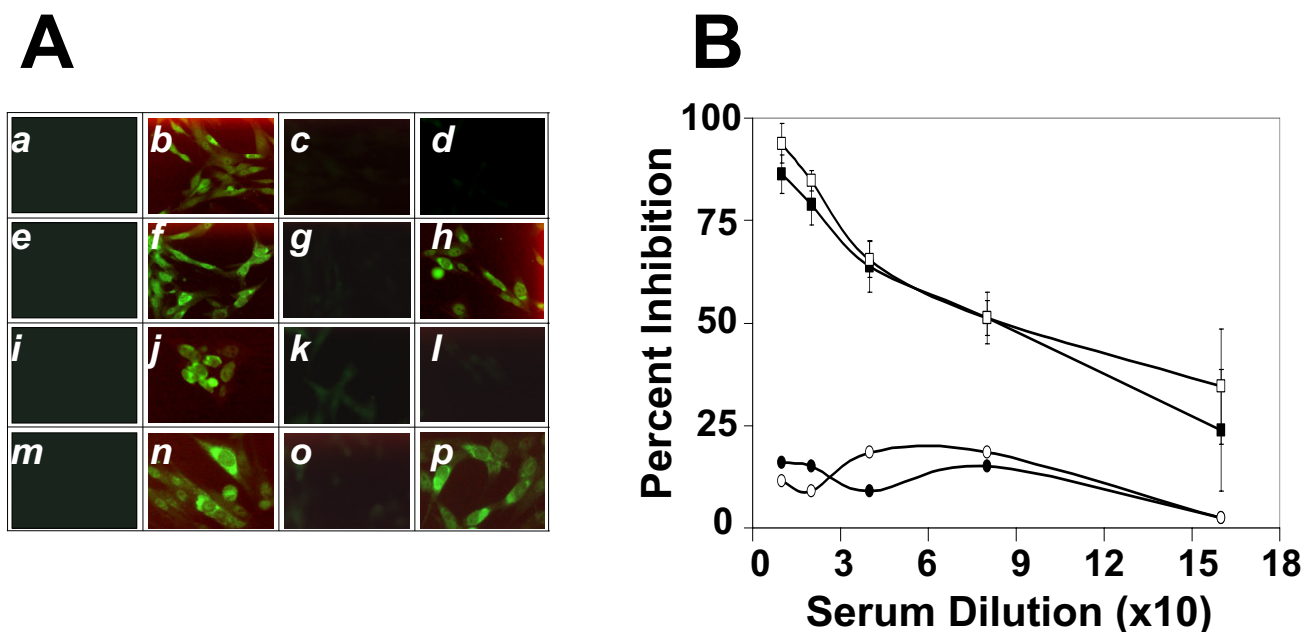 A
B
a b c d
e f g h
i j k l
m n o p
100
75
50
25
0
0 3 6 9 12 15 18
Percent Inhibition
Serum Dilution (x10)